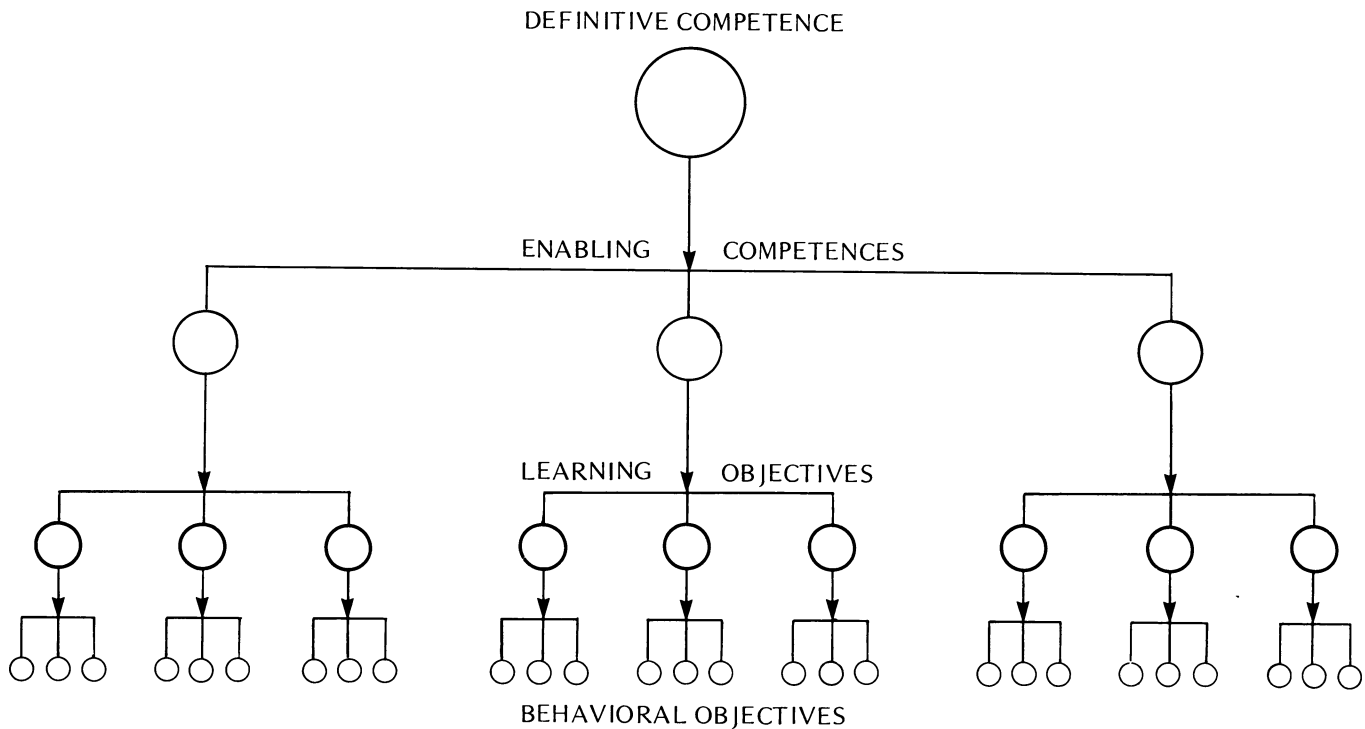 DEFINITIVE COMPETENCE
ENABLING COMPETENCES
LEARNING OBJECTIVES
BEHAVIORAL OBJECTIVES